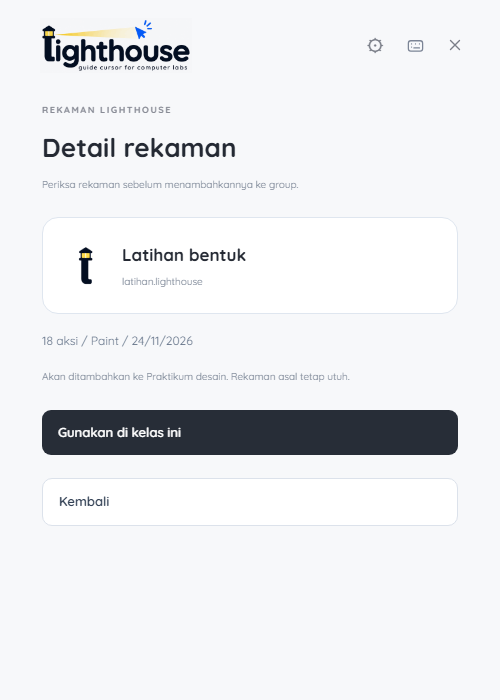 lighthouse
guide cursor for computer labs
REKAMAN LIGHTHOUSE
Detail rekaman
Periksa rekaman sebelum menambahkannya ke group.
Latihan bentuk
latihan.lighthouse
18 aksi / Paint / 24/11/2026
Akan ditambahkan ke Praktikum desain. Rekaman asal tetap utuh.
Gunakan di kelas ini
Kembali